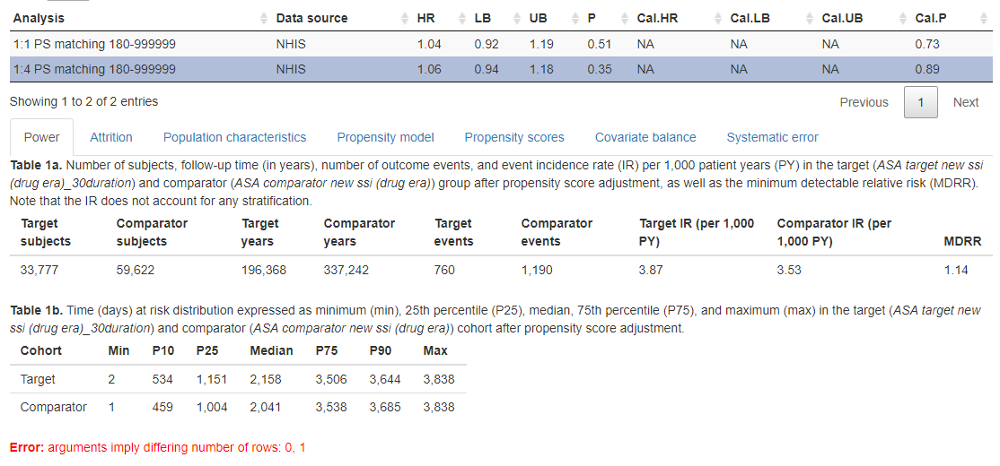 Analysis Data source HR LB UB P Cal.HR Cal.LB Cal.UB Cal.P
1:1 PS matching 180-999999 NHIS 1.04 0.92 1.19 0.51 NA NA NA 0.73
1:4 PS matching 180-999999 NHIS 1.06 0.94 1.18 0.35 NA NA NA 0.89
Showing 1 to 2 of 2 entries Previous 1 Next
Power Attrition Population characteristics Propensity model Propensity scores Covariate balance Systematic error
Table 1a. Number of subjects, follow-up time (in years), number of outcome events, and event incidence rate (IR) per 1,000 patient years (PY) in the target (ASA target new ssi
(drug era)_30duration) and comparator (ASA comparator new ssi (drug era)) group after propensity score adjustment, as well as the minimum detectable relative risk (MDRR).
Note that the IR does not account for any stratification.
Target Comparator Target Comparator Target Comparator Target IR (per 1,000 Comparator IR (per
subjects subjects years years events events PY) 1,000 PY) MDRR
33,777 59,622 196,368 337,242 760 1,190 3.87 3.53 1.14
Table 1b. Time (days) at risk distribution expressed as minimum (min), 25th percentile (P25), median, 75th percentile (P75), and maximum (max) in the target (ASA target new
ssi (drug era)_30duration) and comparator (ASA comparator new ssi (drug era)) cohort after propensity score adjustment.
Cohort Min P10 P25 Median P75 P90 Max
Target 2 534 1,151 2,158 3,506 3,644 3,838
Comparator 1 459 1,004 2,041 3,538 3,685 3,838
Error: arguments imply differing number of rows: 0, 1